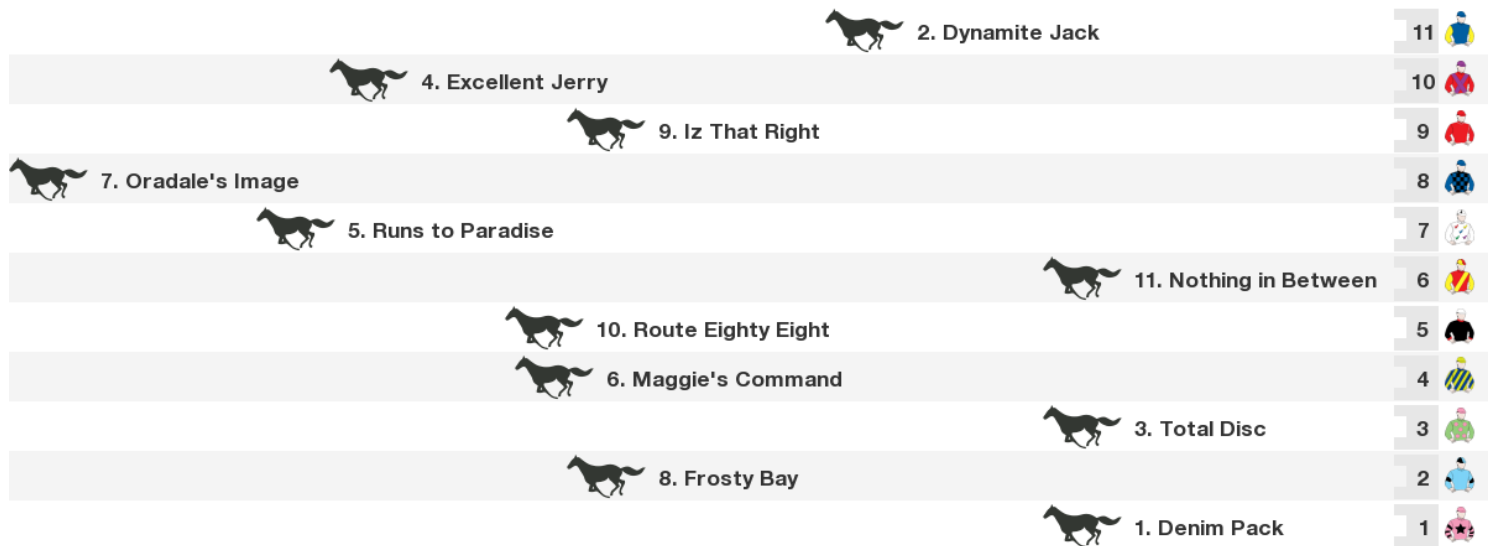 2. Dynamite Jack 11
4. Excellent Jerry 10
9. Iz That Right 9
7. Oradale's Image 8
5. Runs to Paradise 7
11. Nothing in Between 6
10. Route Eighty Eight 5
6. Maggie's Command 4
3. Total Disc 3
8. Frosty Bay 2
1. Denim Pack 1